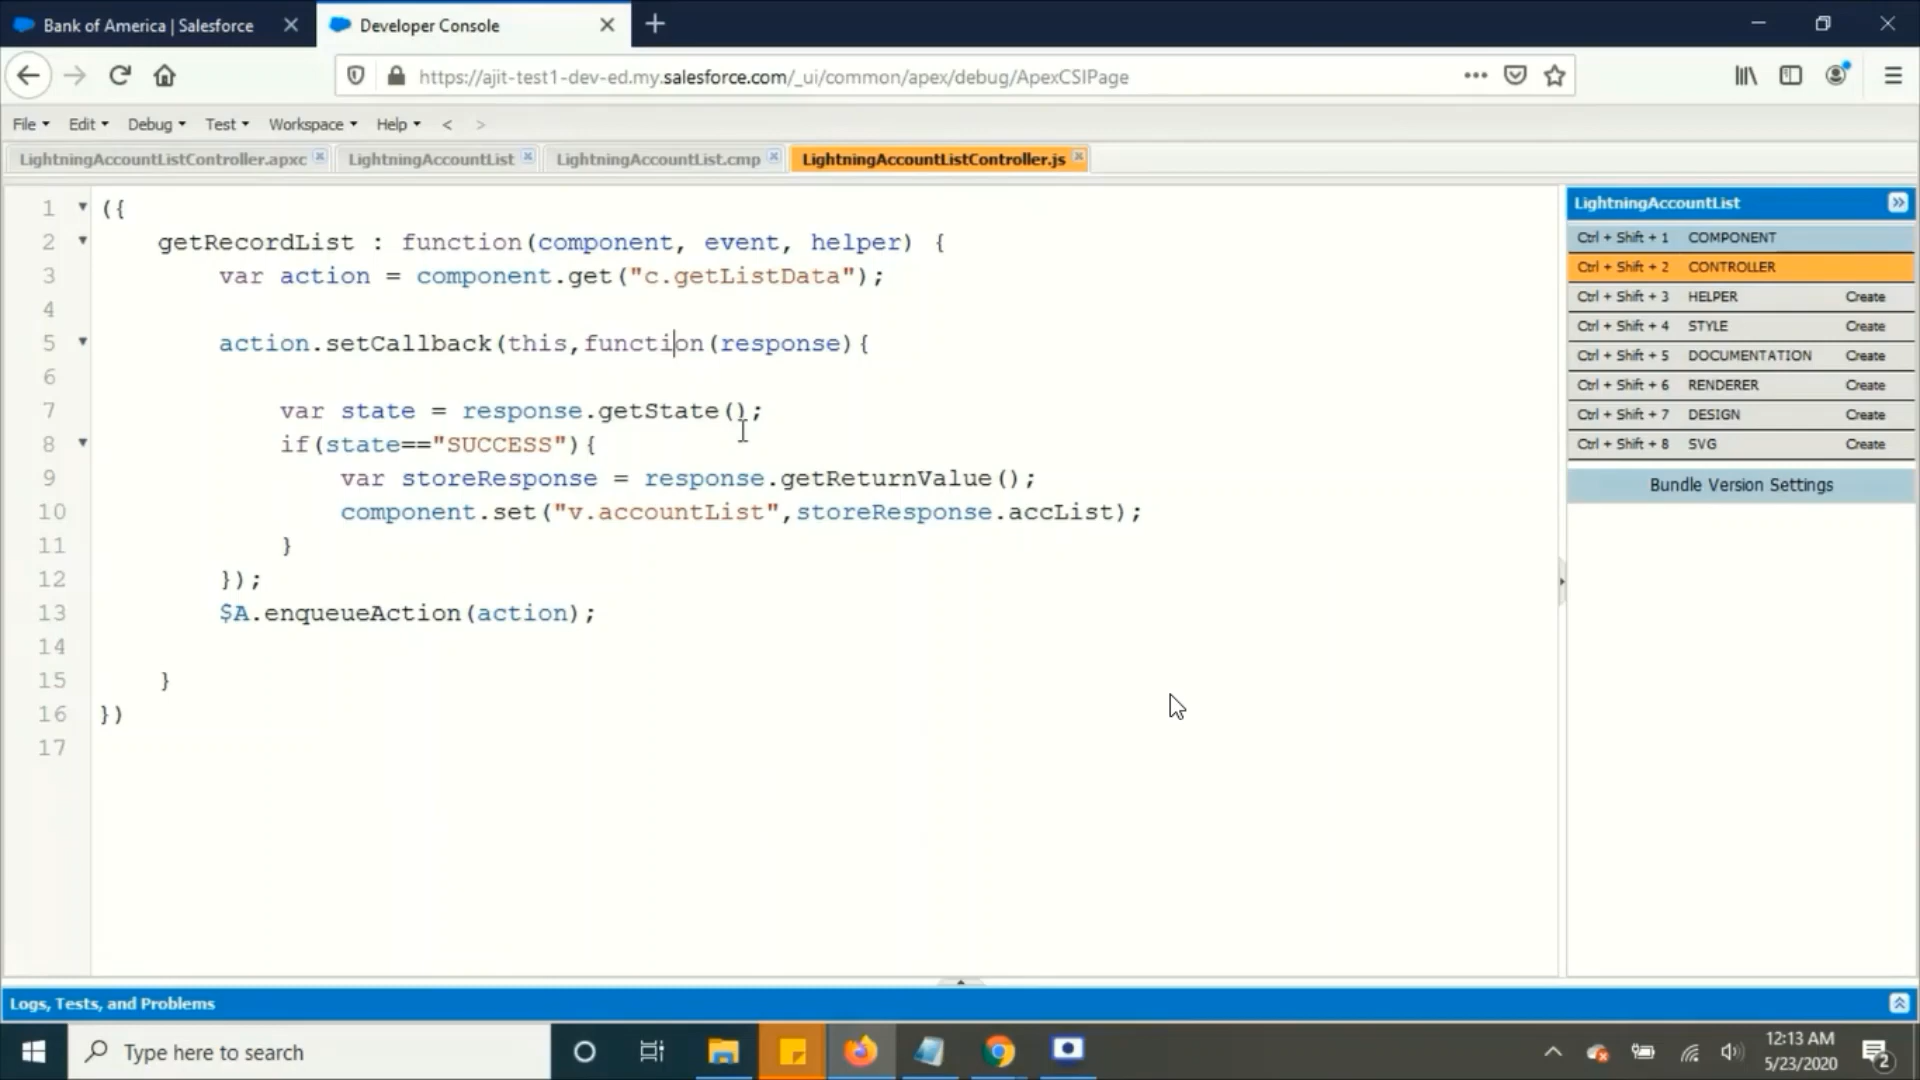 Bank of America | Salesforce
Developer Console
https://ajit-test1-dev-ed.my.salesforce.com/_ui/common/apex/debug/ApexCSIPage
File Edit Debug Test Workspace Help < >
LightningAccountListController.apxc LightningAccountList LightningAccountList.cmp LightningAccountListController.js
1 ({
2 getRecordList : function(component, event, helper) {
3 var action = component.get("c.getListData");
4
5 action.setCallback(this,function(response){
6
7 var state = response.getState();
8 if(state=="SUCCESS"){
9 var storeResponse = response.getReturnValue();
10 component.set("v.accountList",storeResponse.accList);
11 }
12 });
13 $A.enqueueAction(action);
14
15 }
16 })
17
LightningAccountList
Ctrl + Shift + 1 COMPONENT
Ctrl + Shift + 2 CONTROLLER
Ctrl + Shift + 3 HELPER Create
Ctrl + Shift + 4 STYLE Create
Ctrl + Shift + 5 DOCUMENTATION Create
Ctrl + Shift + 6 RENDERER Create
Ctrl + Shift + 7 DESIGN Create
Ctrl + Shift + 8 SVG Create
Bundle Version Settings
Logs, Tests, and Problems
Type here to search
12:13 AM
5/23/2020
2